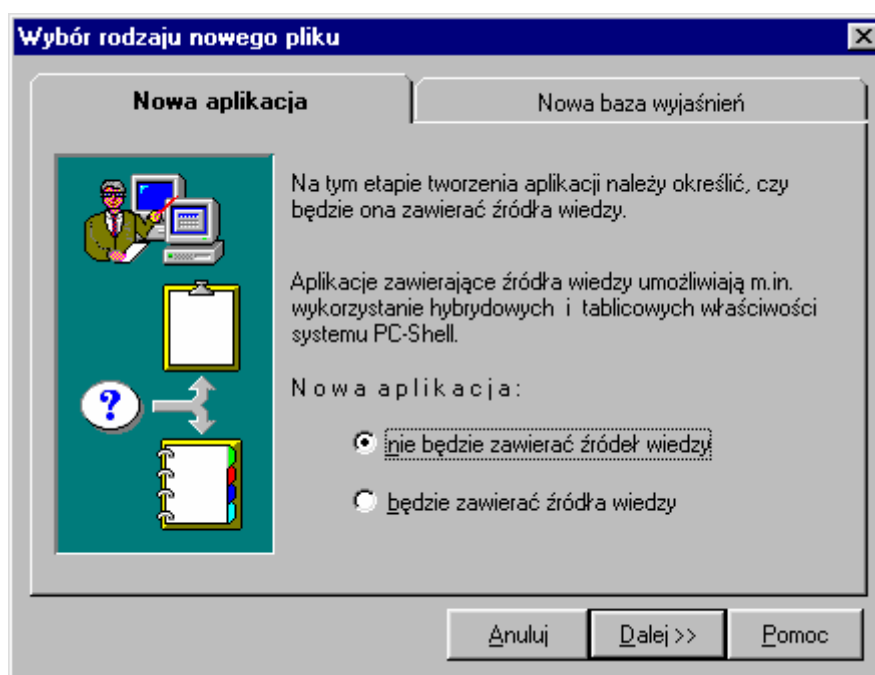 Wybór rodzaju nowego pliku
Nowa aplikacja
Nowa baza wyjaśnień
Na tym etapie tworzenia aplikacji należy określić, czy
będzie ona zawierać źródła wiedzy.
Aplikacje zawierające źródła wiedzy umożliwiają m.in.
wykorzystanie hybrydowych i tablicowych właściwości
systemu PC-Shell.
Nowa aplikacja:
nie będzie zawierać źródeł wiedzy
będzie zawierać źródła wiedzy
?
Anuluj
Dalej >>
Pomoc